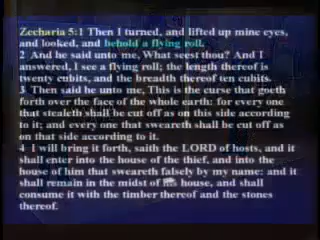 Zecharia 5:1 Then I turned, and lifted up mine eyes,
and looked, and behold a flying roll.
2 And he said unto me, What seest thou? And I
answered, I see a flying roll; the length thereof is
twenty cubits, and the breadth thereof ten cubits.
3 Then said he unto me, This is the curse that goeth
forth over the face of the whole earth: for every one
that stealeth shall be cut off as on this side according
to it; and every one that sweareth shall be cut off as
on that side according to it.
4 I will bring it forth, saith the LORD of hosts, and it
shall enter into the house of the thief, and into the
house of him that sweareth falsely by my name: and it
shall remain in the midst of his house, and shall
consume it with the timber thereof and the stones
thereof.